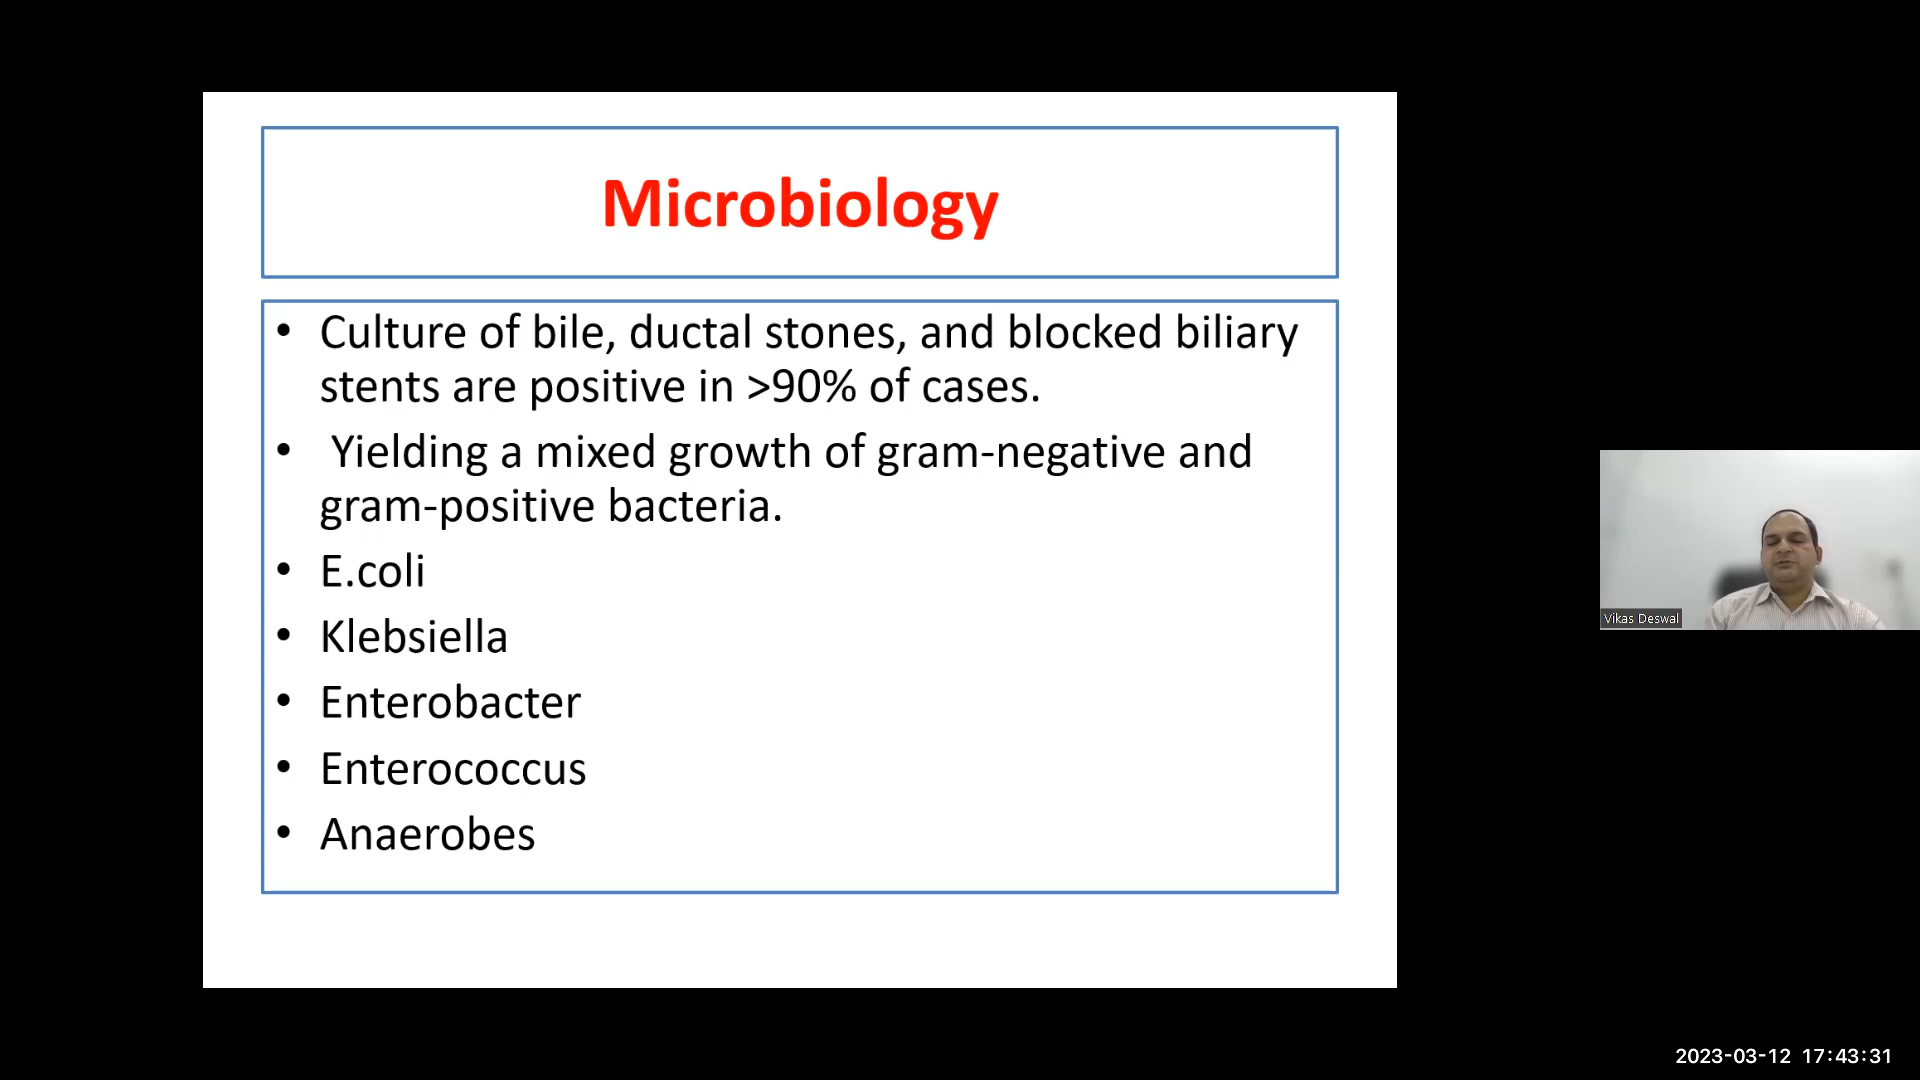 Microbiology
• Culture of bile, ductal stones, and blocked biliary
stents are positive in >90% of cases.
• Yielding a mixed growth of gram-negative and
gram-positive bacteria.
• E.coli
• Klebsiella
• Enterobacter
• Enterococcus
• Anaerobes
Vikas Deswal
2023-03-12 17:43:31